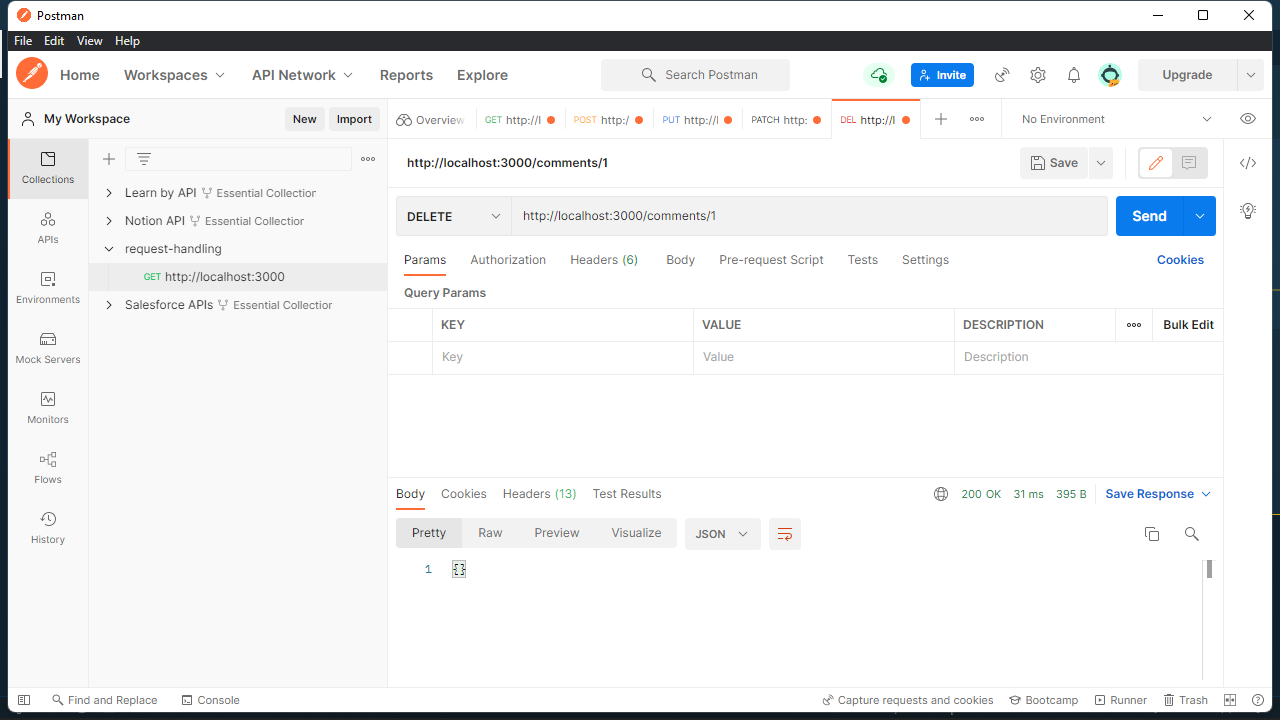 Postman
File Edit View Help
Home Workspaces API Network Reports Explore Search Postman Invite Upgrade
My Workspace New Import
Overview GET http://l POST http:/ PUT http://l PATCH http: DEL http://l No Environment
Collections
APIs
Environments
Mock Servers
Monitors
Flows
History
Learn by API Essential Collection
Notion API Essential Collection
request-handling
GET http://localhost:3000
Salesforce APIs Essential Collectior
http://localhost:3000/comments/1 Save
DELETE http://localhost:3000/comments/1 Send
Params Authorization Headers (6) Body Pre-request Script Tests Settings Cookies
Query Params
KEY VALUE DESCRIPTION Bulk Edit
Key Value Description
Body Cookies Headers (13) Test Results 200 OK 31 ms 395 B Save Response
Pretty Raw Preview Visualize JSON
1 {}
Find and Replace Console Capture requests and cookies Bootcamp Runner Trash